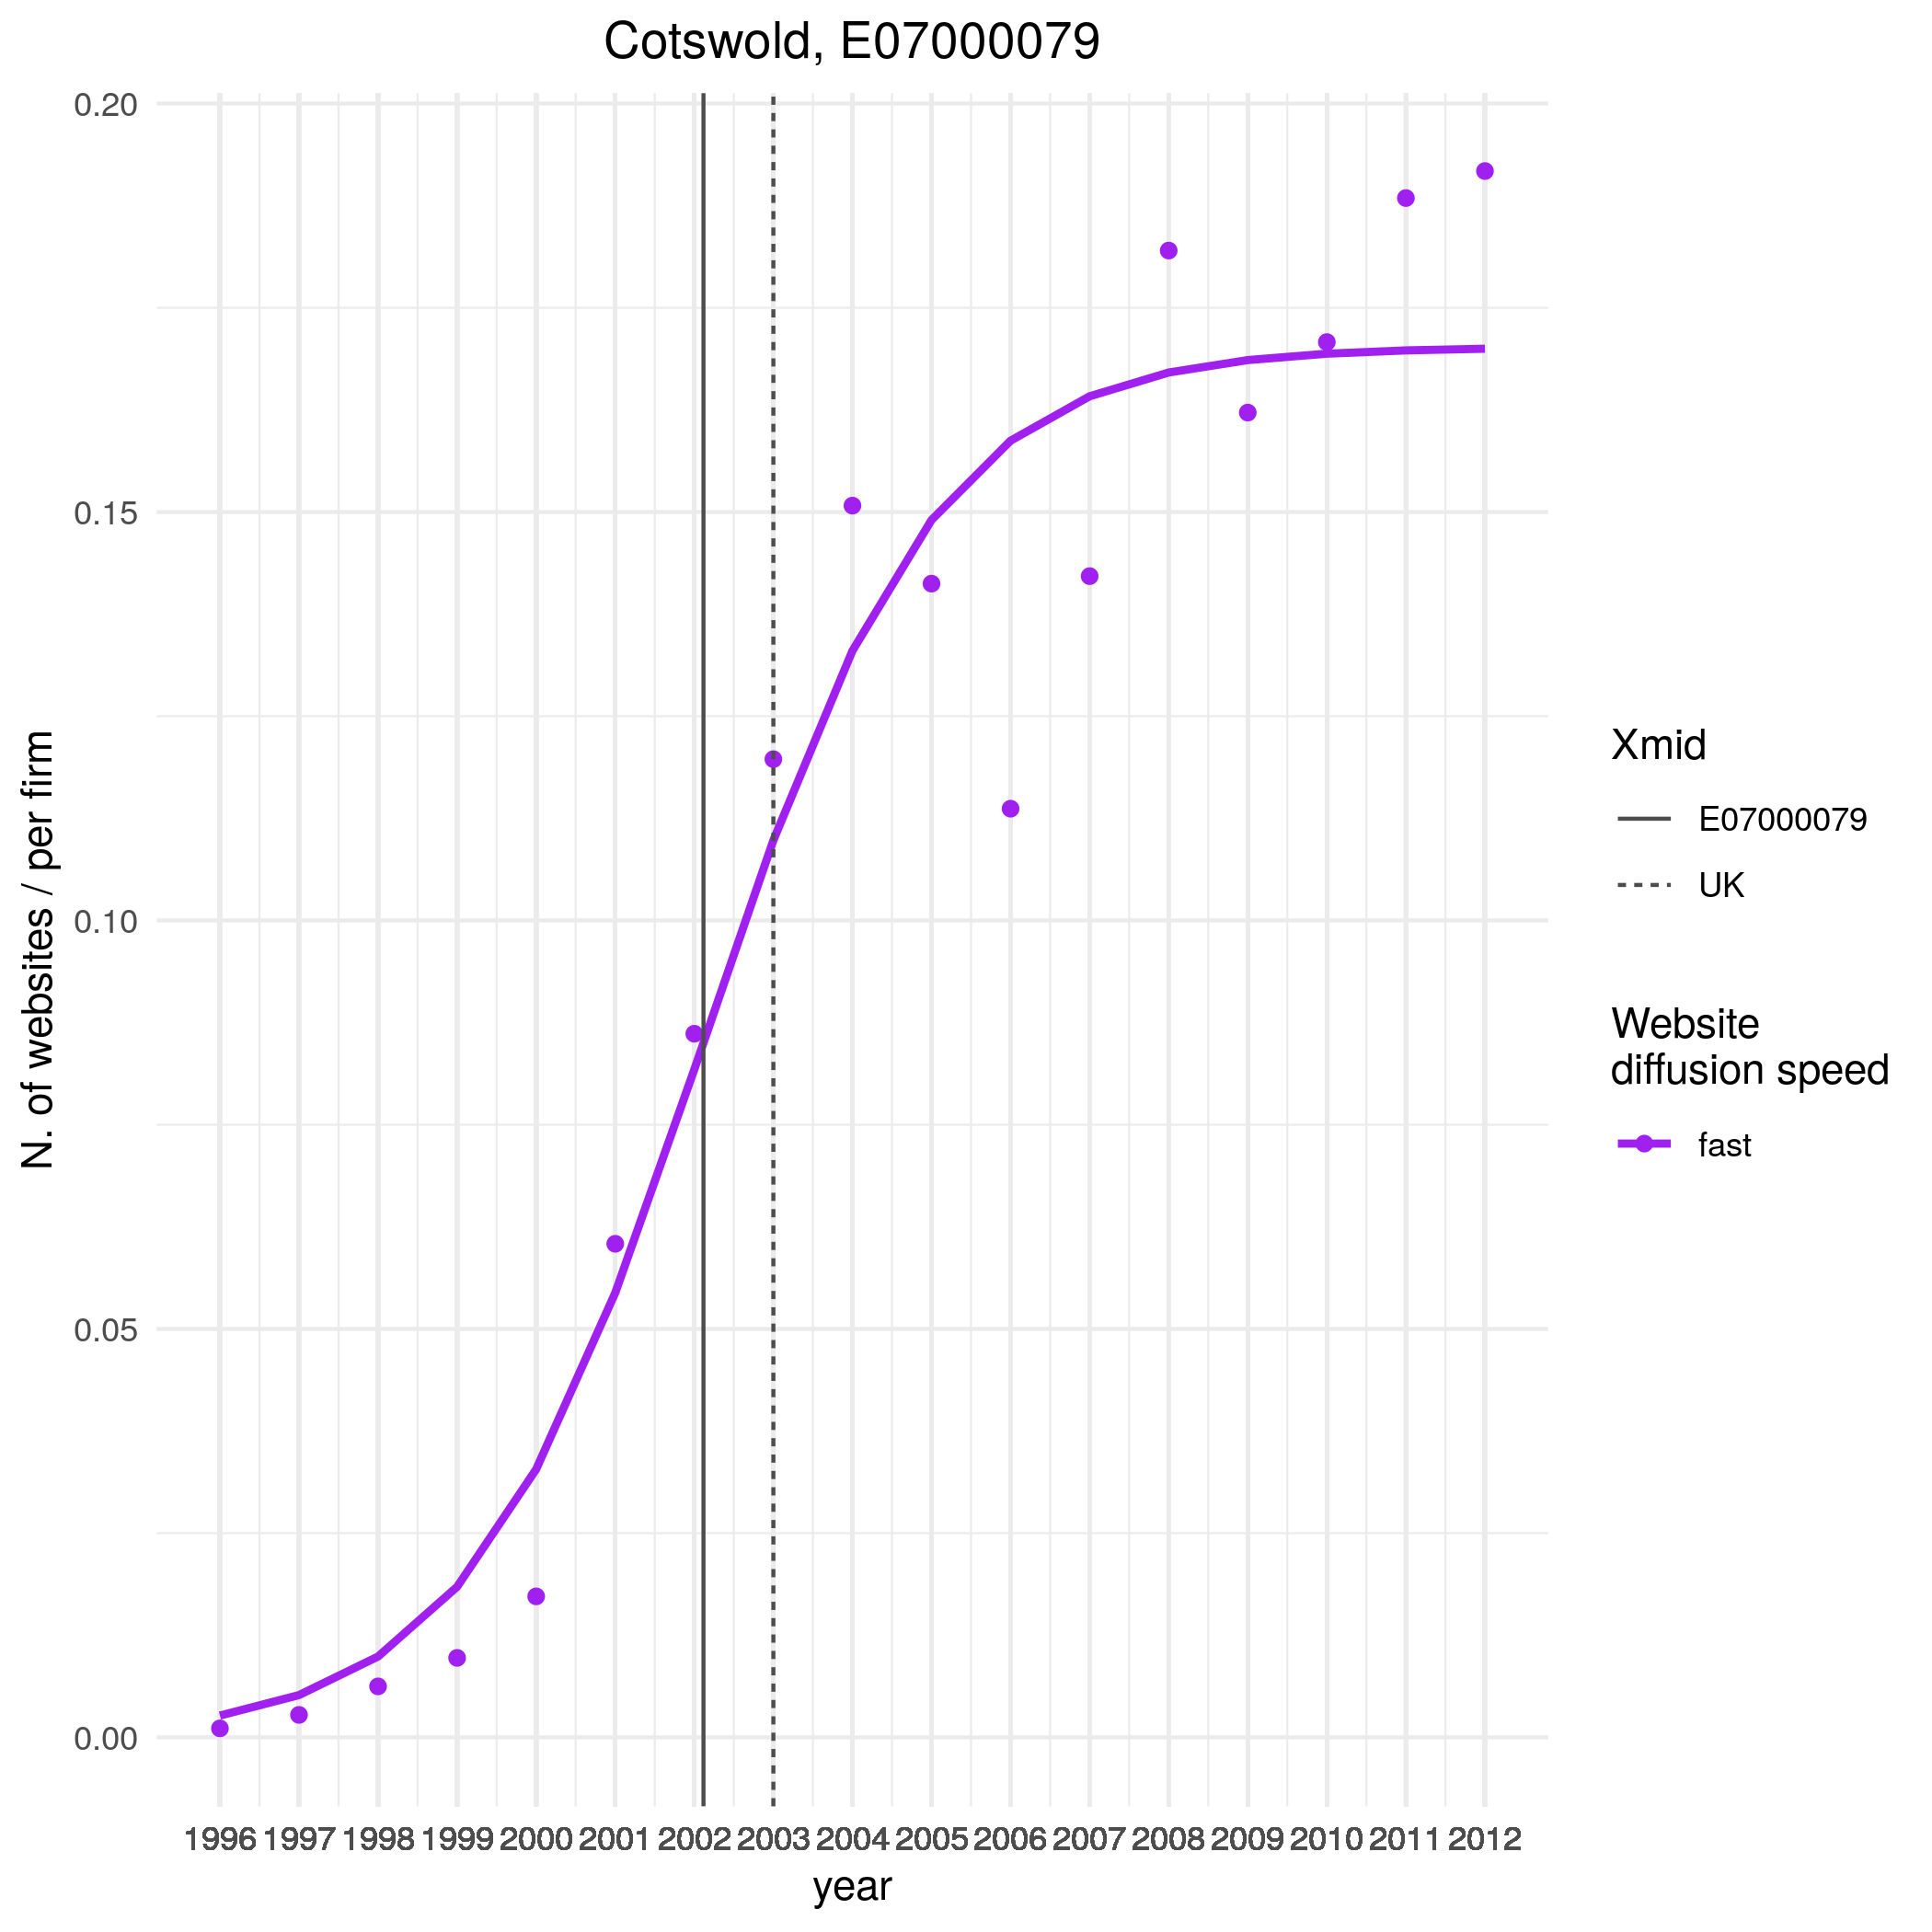 Cotswold, E07000079
0.20
0.15
0.10
0.05
0.00
N. of websites / per firm
1996 1997 1998 1999 2000 2001 2002 2003 2004 2005 2006 2007 2008 2009 2010 2011 2012
year
Xmid
E07000079
UK
Website
diffusion speed
fast